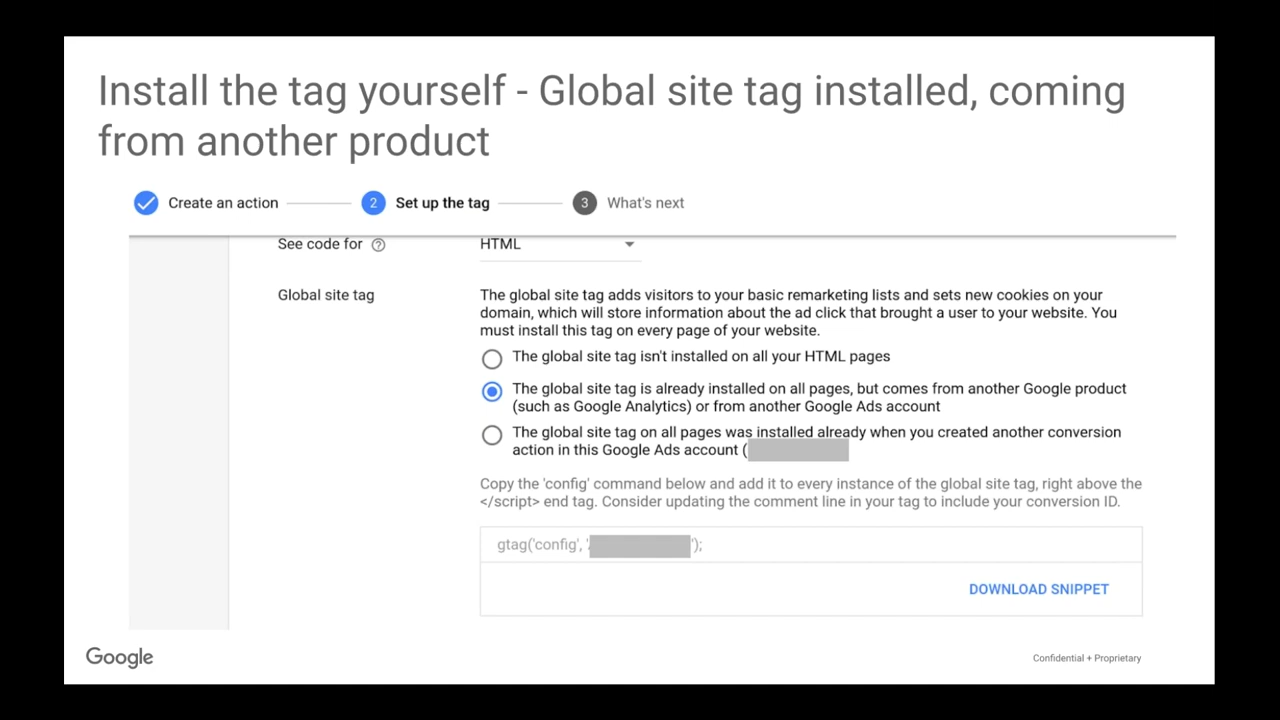 Install the tag yourself - Global site tag installed, coming
from another product
Create an action
2 Set up the tag
3 What's next
See code for ? HTML
Global site tag
The global site tag adds visitors to your basic remarketing lists and sets new cookies on your
domain, which will store information about the ad click that brought a user to your website. You
must install this tag on every page of your website.
The global site tag isn't installed on all your HTML pages
The global site tag is already installed on all pages, but comes from another Google product
(such as Google Analytics) or from another Google Ads account
The global site tag on all pages was installed already when you created another conversion
action in this Google Ads account (
Copy the 'config' command below and add it to every instance of the global site tag, right above the
</script> end tag. Consider updating the comment line in your tag to include your conversion ID.
gtag('config', ' ');
DOWNLOAD SNIPPET
Google
Confidential + Proprietary